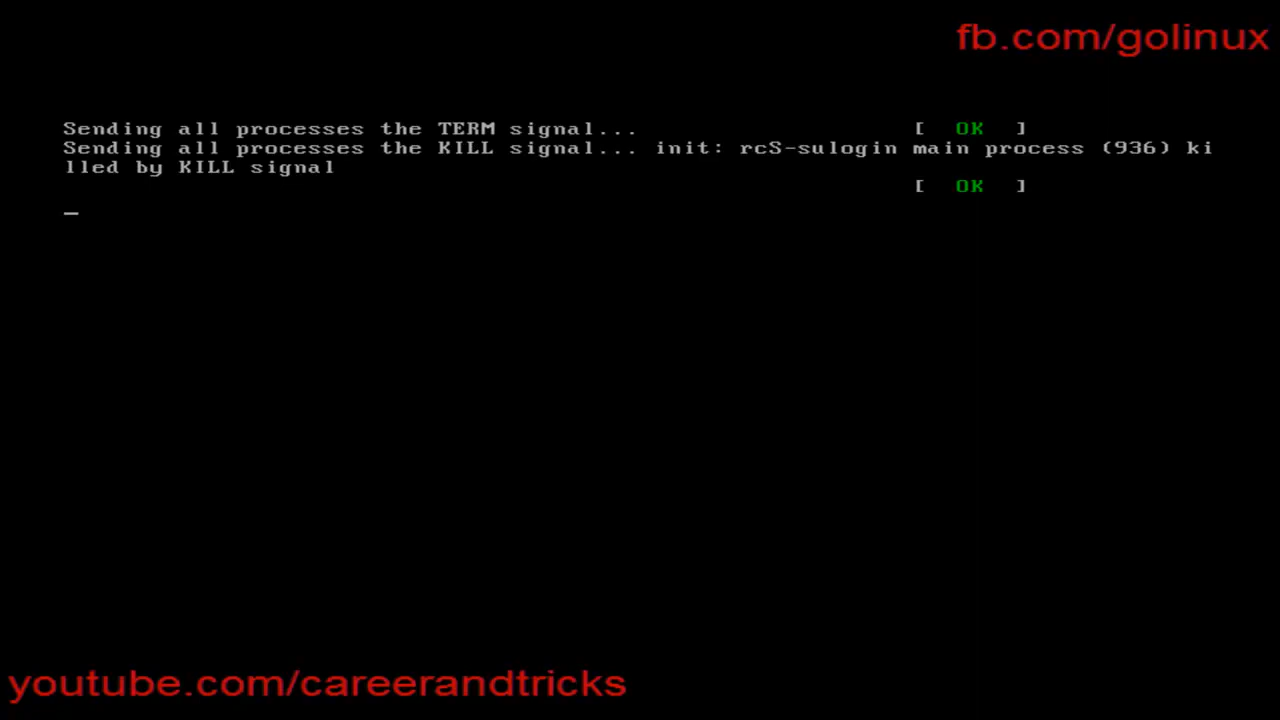 fb.com/golinux
Sending all processes the TERM signal... [ OK ]
Sending all processes the KILL signal... init: rcS-sulogin main process (936) ki
lled by KILL signal
[ OK ]
youtube.com/careerandtricks